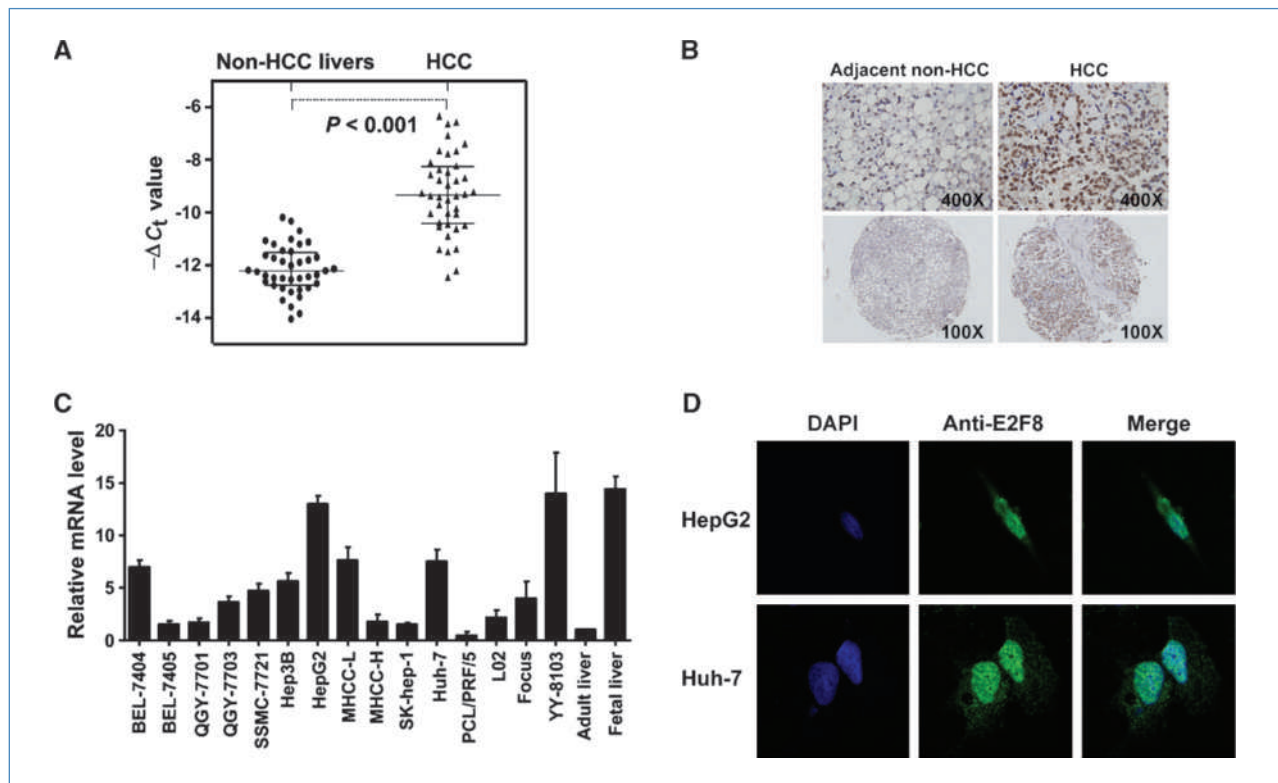 A
Non-HCC livers HCC
P < 0.001
−ΔCt value
-6
-8
-10
-12
-14
B
Adjacent non-HCC HCC
400X 400X
100X 100X
C
Relative mRNA level
20
15
10
5
0
BEL-7404
BEL-7405
QGY-7701
QGY-7703
SSMC-7721
Hep3B
HepG2
MHCC-L
MHCC-H
SK-hep-1
Huh-7
PCL/PRF/5
L02
Focus
YY-8103
Adult liver
Fetal liver
D
DAPI Anti-E2F8 Merge
HepG2
Huh-7